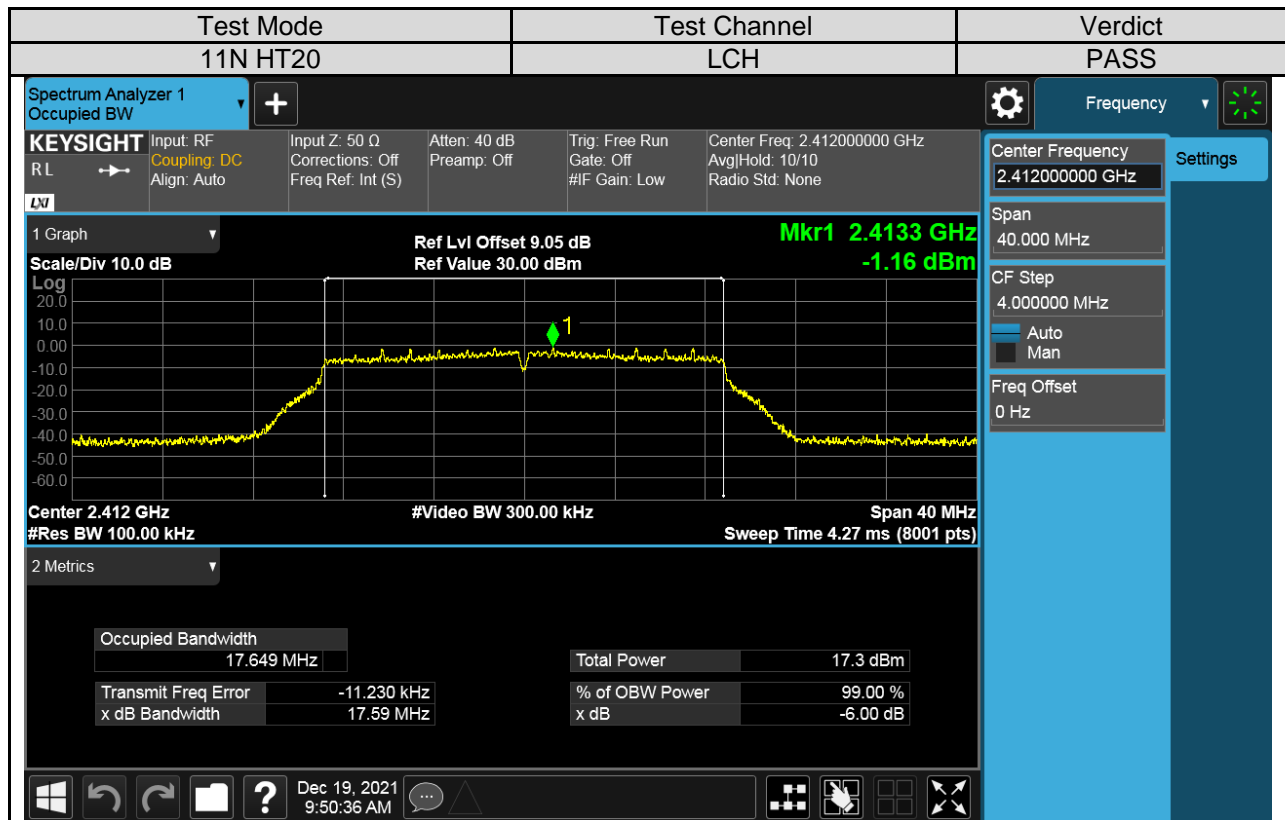 Test Mode Test Channel Verdict
11N HT20 LCH PASS
Spectrum Analyzer 1
Occupied BW
+
Frequency
KEYSIGHT
RL
LXI
Input: RF
Coupling: DC
Align: Auto
Input Z: 50 Ω
Corrections: Off
Freq Ref: Int (S)
Atten: 40 dB
Preamp: Off
Trig: Free Run
Gate: Off
#IF Gain: Low
Center Freq: 2.412000000 GHz
Avg|Hold: 10/10
Radio Std: None
Center Frequency
2.412000000 GHz
Settings
Span
40.000 MHz
CF Step
4.000000 MHz
Auto
Man
Freq Offset
0 Hz
1 Graph
Scale/Div 10.0 dB
Ref Lvl Offset 9.05 dB
Ref Value 30.00 dBm
Mkr1 2.4133 GHz
-1.16 dBm
Log
20.0
10.0
0.00
-10.0
-20.0
-30.0
-40.0
-50.0
-60.0
1
Center 2.412 GHz #Video BW 300.00 kHz Span 40 MHz
#Res BW 100.00 kHz Sweep Time 4.27 ms (8001 pts)
2 Metrics
Occupied Bandwidth
17.649 MHz
Total Power 17.3 dBm
Transmit Freq Error -11.230 kHz
% of OBW Power 99.00 %
x dB Bandwidth 17.59 MHz
x dB -6.00 dB
?
Dec 19, 2021
9:50:36 AM